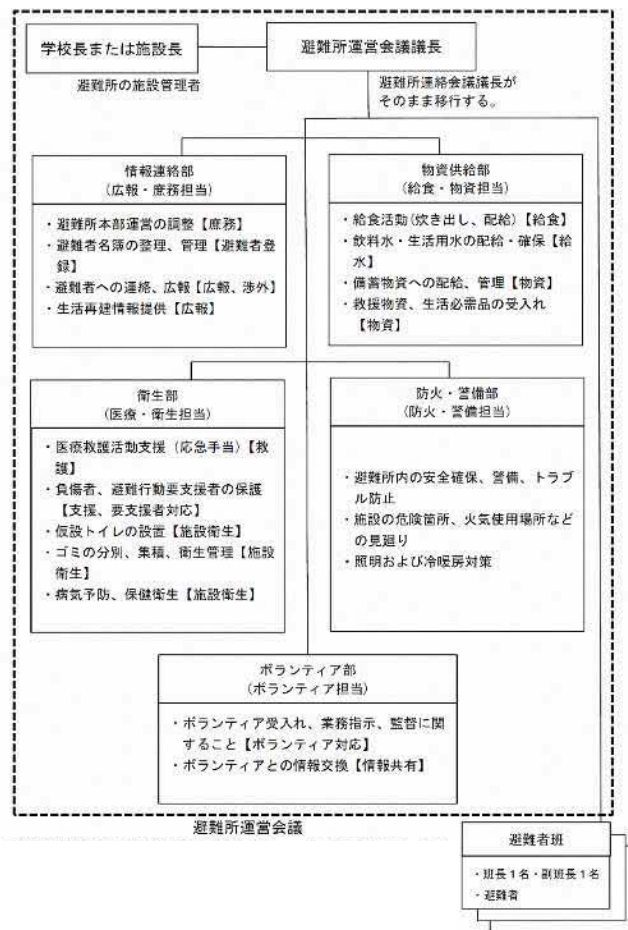 学校長または施設長
避難所の施設管理者
避難所運営会議議長
避難所連絡会議議長が
そのまま移行する。
情報連絡部
(広報・庶務担当)
・避難所本部運営の調整【庶務】
・避難者名簿の整理、管理【避難者登
録】
・避難者への連絡、広報【広報、渉外】
・生活再建情報提供【広報】
物資供給部
(給食・物資担当)
・給食活動(炊き出し、配給)【給食】
・飲料水・生活用水の配給・確保【給
水】
・備蓄物資への配給、管理【物資】
・救援物資、生活必需品の受入れ
【物資】
衛生部
(医療・衛生担当)
・医療救護活動支援(応急手当)【救
護】
・負傷者、避難行動要支援者の保護
【支援、要支援者対応】
・仮設トイレの設置【施設衛生】
・ゴミの分別、集積、衛生管理【施設
衛生】
・病気予防、保健衛生【施設衛生】
防火・警備部
(防火・警備担当)
・避難所内の安全確保、警備、トラブ
ル防止
・施設の危険箇所、火気使用場所など
の見廻り
・照明および冷暖房対策
ボランティア部
(ボランティア担当)
・ボランティア受入れ、業務指示、監督に関
すること【ボランティア対応】
・ボランティアとの情報交換【情報共有】
避難所運営会議
避難者班
・班長1名・副班長1名
・避難者